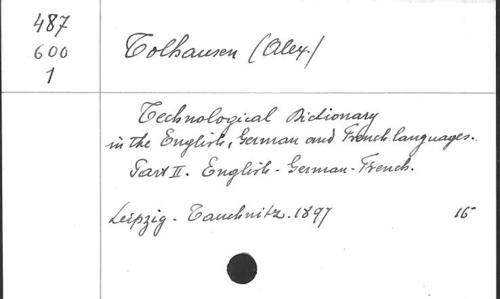 487
600
1
Tolhausen (Alex.)
Technological Dictionary
in the English, German and French languages.
Part II. English - German - French.
Leipzig - Tauchnitz. 1897 16°